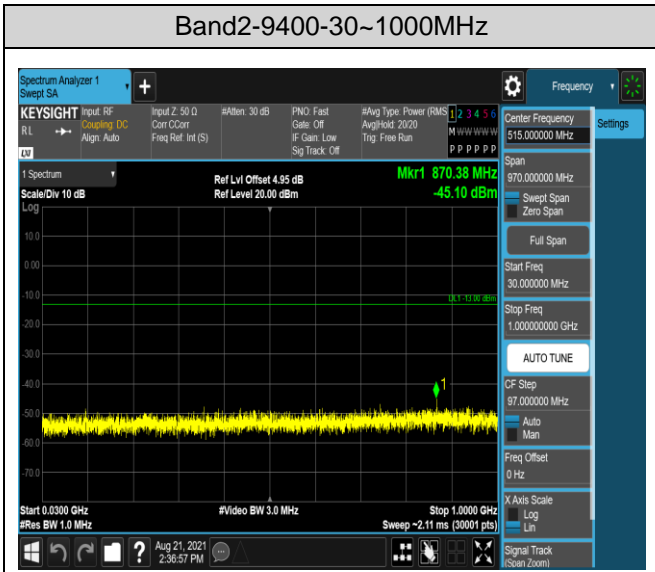 Band2-9400-30~1000MHz
Spectrum Analyzer 1
Swept SA
Frequency
KEYSIGHT
RL
LXI
Input: RF
Coupling: DC
Align: Auto
Input Z: 50 Ω
Corr CCorr
Freq Ref: Int (S)
#Atten: 30 dB
PNO: Fast
Gate: Off
IF Gain: Low
Sig Track: Off
#Avg Type: Power (RMS
Avg|Hold: 20/20
Trig: Free Run
1 2 3 4 5 6
M W W W W W
P P P P P P
Center Frequency
515.000000 MHz
Settings
Span
970.000000 MHz
Swept Span
Zero Span
Full Span
Start Freq
30.000000 MHz
Stop Freq
1.000000000 GHz
AUTO TUNE
CF Step
97.000000 MHz
Auto
Man
Freq Offset
0 Hz
X Axis Scale
Log
Lin
Signal Track
(Span Zoom)
1 Spectrum
Scale/Div 10 dB
Ref Lvl Offset 4.95 dB
Ref Level 20.00 dBm
Mkr1 870.38 MHz
-45.10 dBm
Log
10.0
0.00
-10.0
DL1 -13.00 dBm
-20.0
-30.0
-40.0
1
-50.0
-60.0
-70.0
Start 0.0300 GHz
#Video BW 3.0 MHz
Stop 1.0000 GHz
#Res BW 1.0 MHz
Sweep ~2.11 ms (30001 pts)
?
Aug 21, 2021
2:36:57 PM